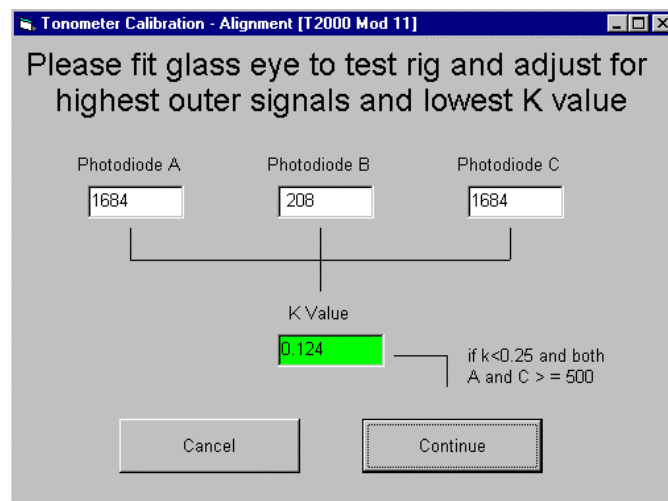 Tonometer Calibration - Alignment [T2000 Mod 11]
Please fit glass eye to test rig and adjust for
highest outer signals and lowest K value
Photodiode A Photodiode B Photodiode C
1684 208 1684
K Value
0.124
if k<0.25 and both
A and C > = 500
Cancel Continue